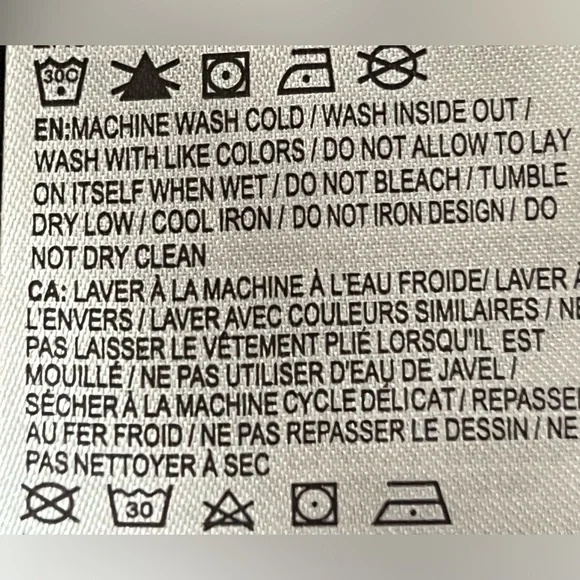 30C
EN:MACHINE WASH COLD / WASH INSIDE OUT /
WASH WITH LIKE COLORS / DO NOT ALLOW TO LAY
ON ITSELF WHEN WET / DO NOT BLEACH / TUMBLE
DRY LOW / COOL IRON / DO NOT IRON DESIGN / DO
NOT DRY CLEAN
CA: LAVER À LA MACHINE À L'EAU FROIDE/ LAVER À
L'ENVERS / LAVER AVEC COULEURS SIMILAIRES / NE
PAS LAISSER LE VÊTEMENT PLIÉ LORSQU'IL EST
MOUILLÉ / NE PAS UTILISER D'EAU DE JAVEL /
SÉCHER À LA MACHINE CYCLE DÉLICAT / REPASSER
AU FER FROID / NE PAS REPASSER LE DESSIN / NE
PAS NETTOYER À SEC
30